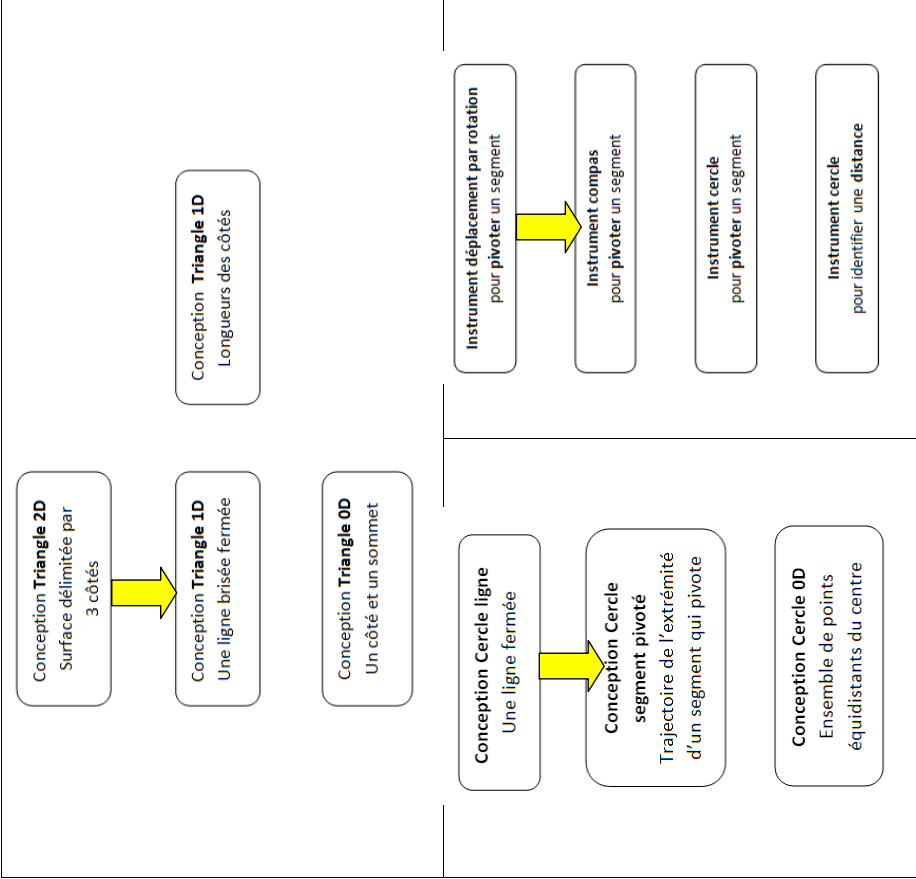 Conception Triangle 2D
Surface délimitée par
3 côtés
Conception Triangle 1D
Une ligne brisée fermée
Conception Triangle 0D
Un côté et un sommet
Conception Triangle 1D
Longueurs des côtés
Conception Cercle ligne
Une ligne fermée
Conception Cercle
segment pivoté
Trajectoire de l'extrémité
d'un segment qui pivote
Conception Cercle 0D
Ensemble de points
équidistants du centre
Instrument déplacement par rotation
pour pivoter un segment
Instrument compas
pour pivoter un segment
Instrument cercle
pour pivoter un segment
Instrument cercle
pour identifier une distance